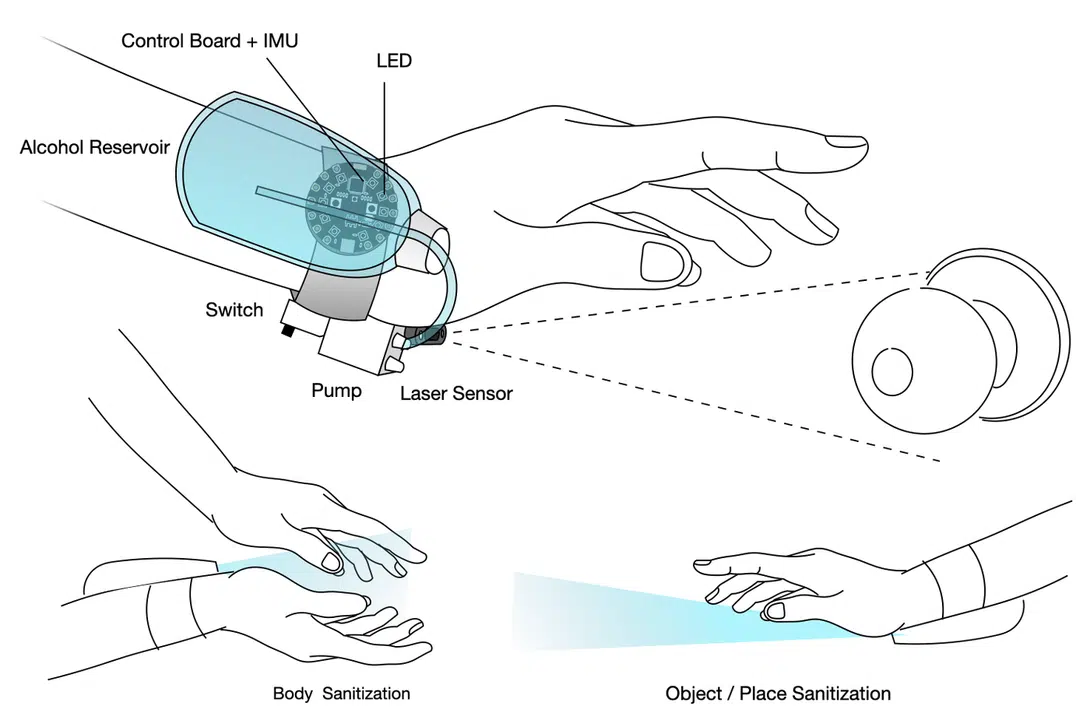 Control Board + IMU
LED
Alcohol Reservoir
Switch
Pump
Laser Sensor
Body Sanitization
Object / Place Sanitization